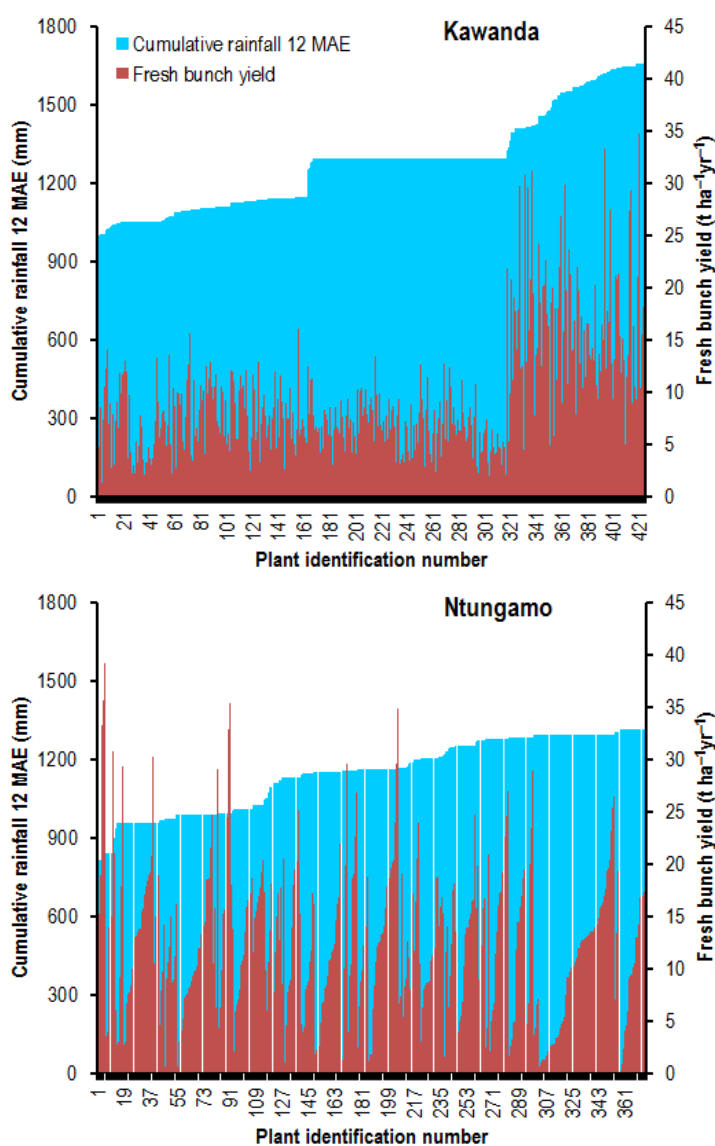 Kawanda
Cumulative rainfall 12 MAE
Fresh bunch yield
Cumulative rainfall 12 MAE (mm)
1800
1500
1200
900
600
300
0
45
40
35
30
25
20
15
10
5
0
Fresh bunch yield (t ha⁻¹yr⁻¹)
1 21 41 61 81 101 121 141 161 181 201 221 241 261 281 301 321 341 361 381 401 421
Plant identification number
Ntungamo
Cumulative rainfall 12 MAE (mm)
1800
1500
1200
900
600
300
0
45
40
35
30
25
20
15
10
5
0
Fresh bunch yield (t ha⁻¹yr⁻¹)
1 19 37 55 73 91 109 127 145 163 181 199 217 235 253 271 289 307 325 343 361
Plant identification number